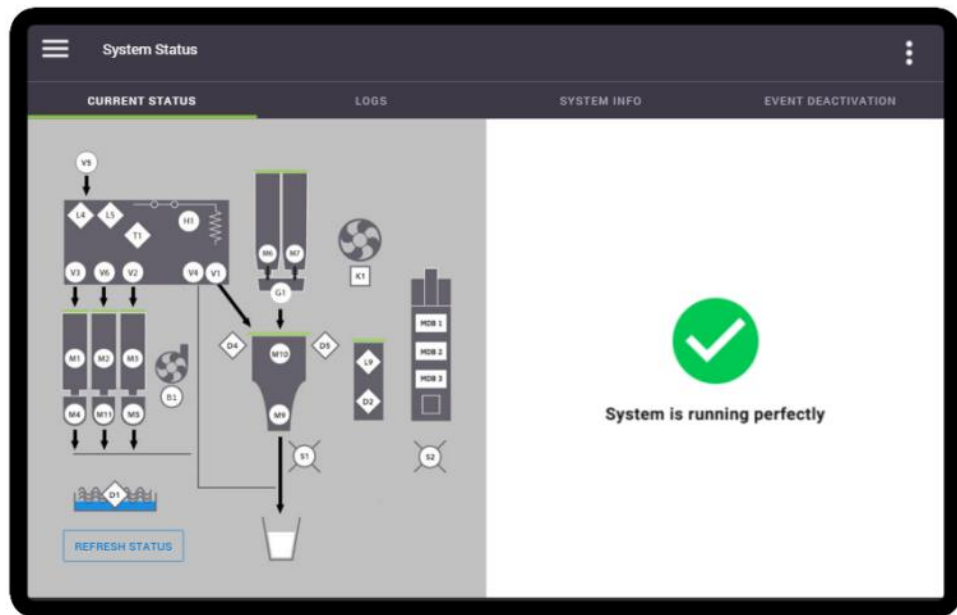 System Status
CURRENT STATUS
LOGS
SYSTEM INFO
EVENT DEACTIVATION
V5
L4
L5
T1
H1
V3
V6
V2
V4
V1
M6
M7
G1
K1
MDB 1
MDB 2
MDB 3
M1
M2
M3
B1
D4
M10
D5
L9
D2
M4
M11
M5
M9
S1
S2
D1
REFRESH STATUS
System is running perfectly